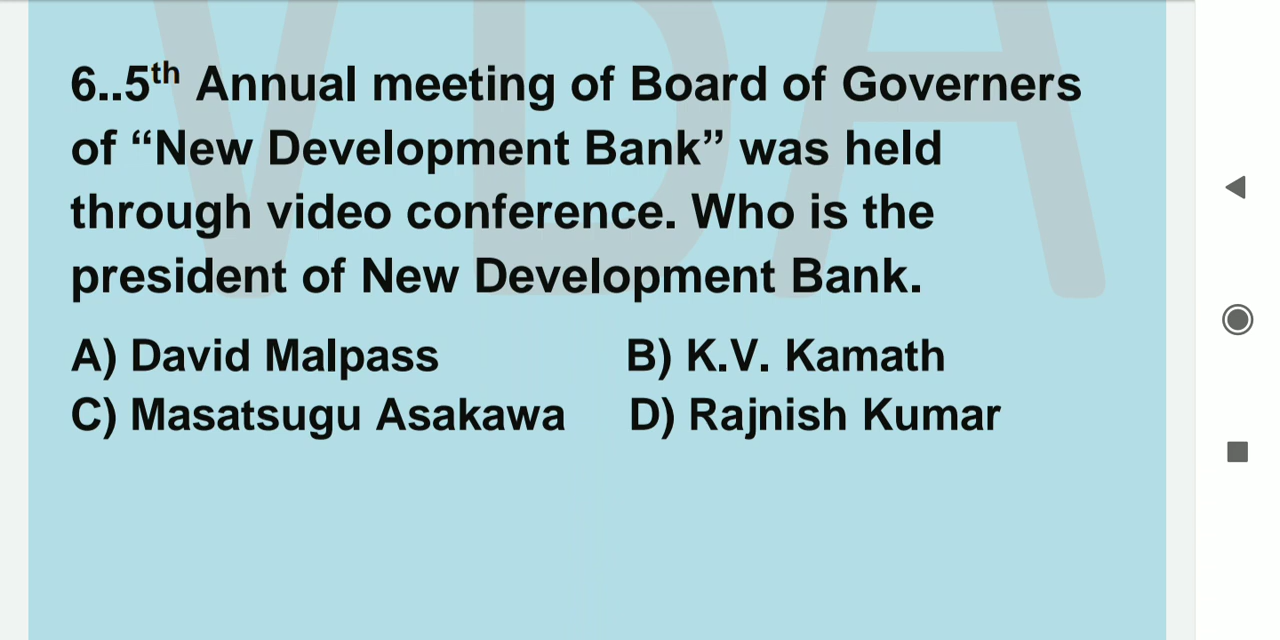 6..5th Annual meeting of Board of Governers
of “New Development Bank” was held
through video conference. Who is the
president of New Development Bank.
A) David Malpass B) K.V. Kamath
C) Masatsugu Asakawa D) Rajnish Kumar
VDA